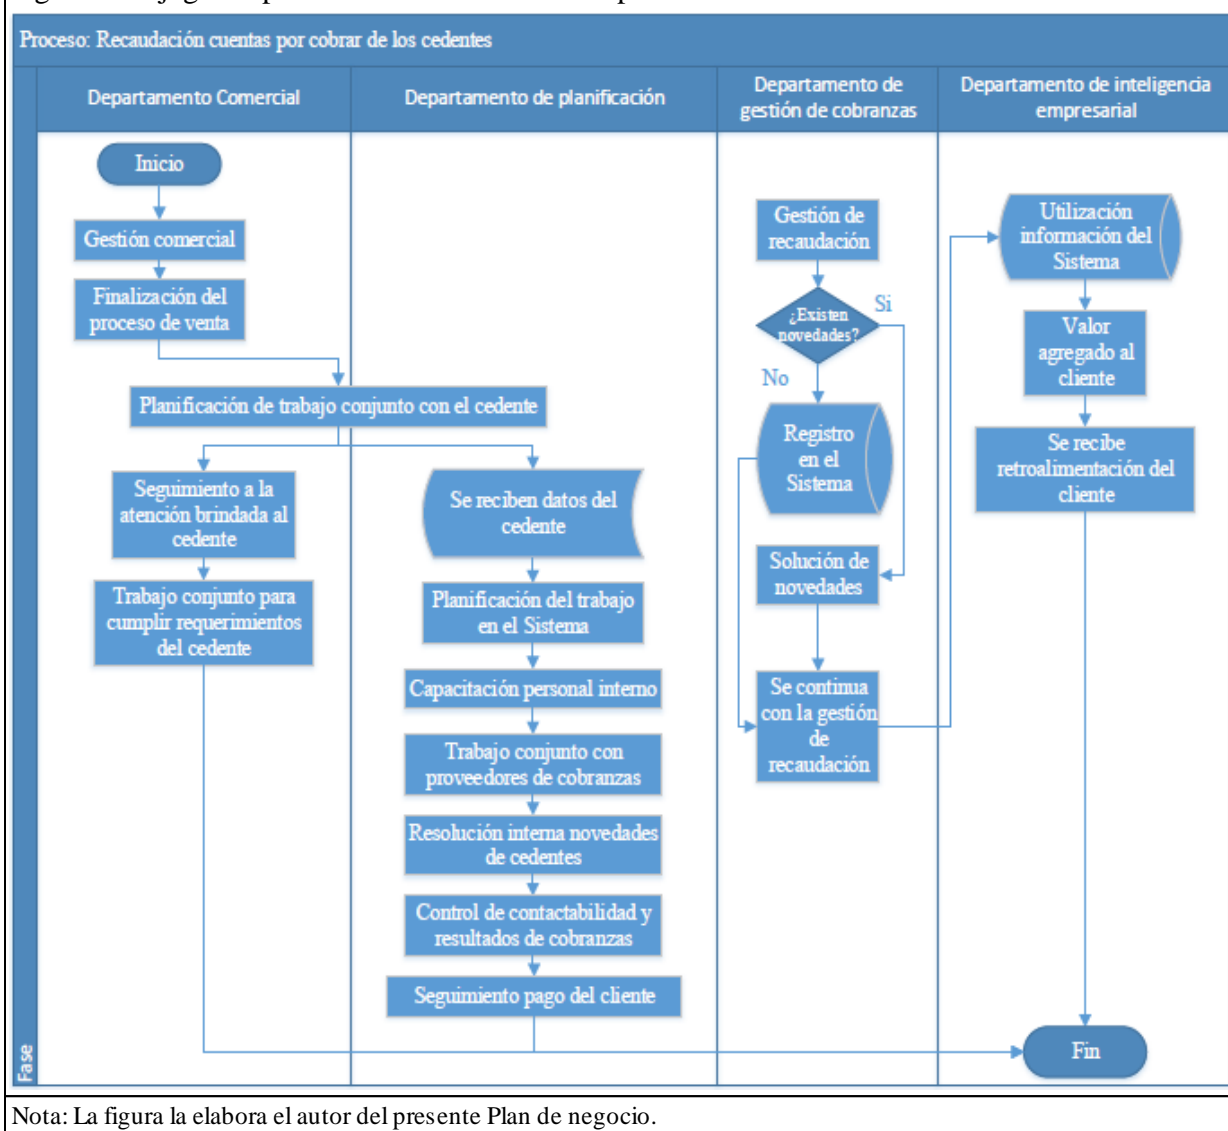 Proceso: Recaudación cuentas por cobrar de los cedentes
Departamento Comercial
Departamento de planificación
Departamento de
gestión de cobranzas
Departamento de inteligencia
empresarial
Inicio
Gestión comercial
Finalización del
proceso de venta
Planificación de trabajo conjunto con el cedente
Seguimiento a la
atención brindada al
cedente
Trabajo conjunto para
cumplir requerimientos
del cedente
Se reciben datos del
cedente
Planificación del trabajo
en el Sistema
Capacitación personal interno
Trabajo conjunto con
proveedores de cobranzas
Resolución interna novedades
de cedentes
Control de contactabilidad y
resultados de cobranzas
Seguimiento pago del cliente
Gestión de
recaudación
¿Existen
novedades?
Si
No
Registro
en el
Sistema
Solución de
novedades
Se continua
con la gestión
de
recaudación
Utilización
información del
Sistema
Valor
agregado al
cliente
Se recibe
retroalimentación del
cliente
Fin
Fase
Nota: La figura la elabora el autor del presente Plan de negocio.